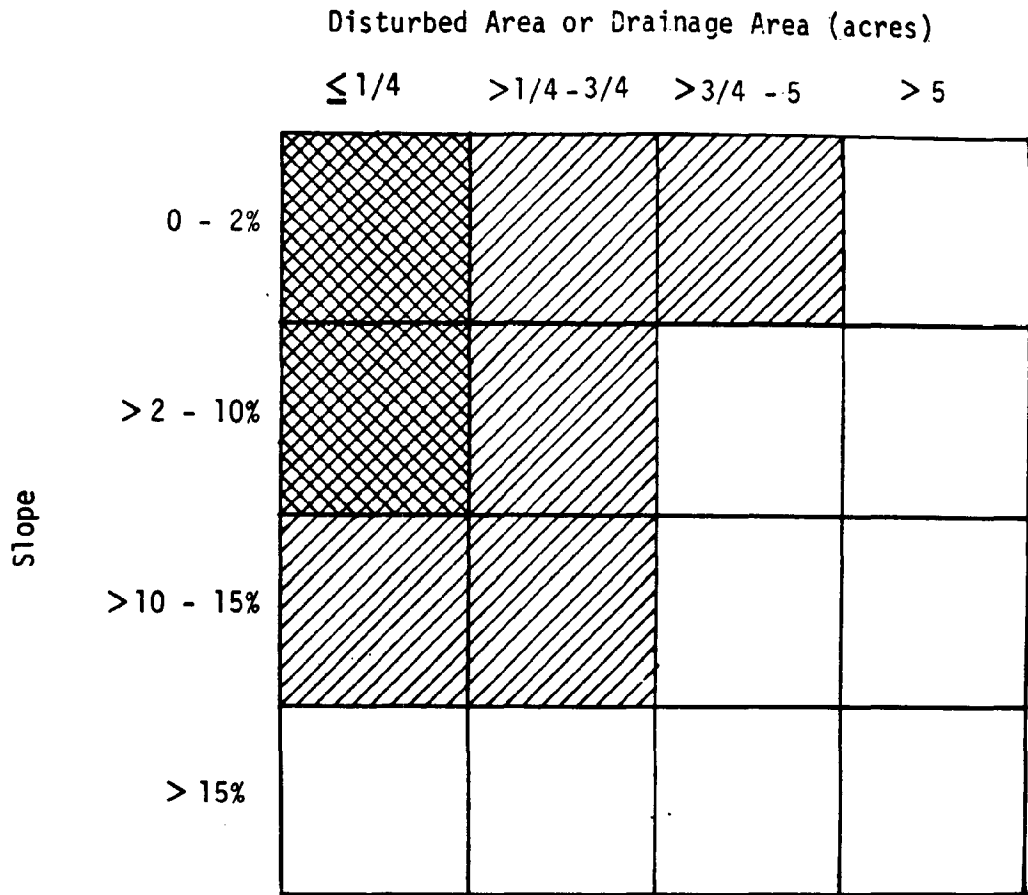 Disturbed Area or Drainage Area (acres)
≤ 1/4 >1/4 - 3/4 >3/4 - 5 > 5
0 - 2%
>2 - 10%
Slope
>10 - 15%
> 15%